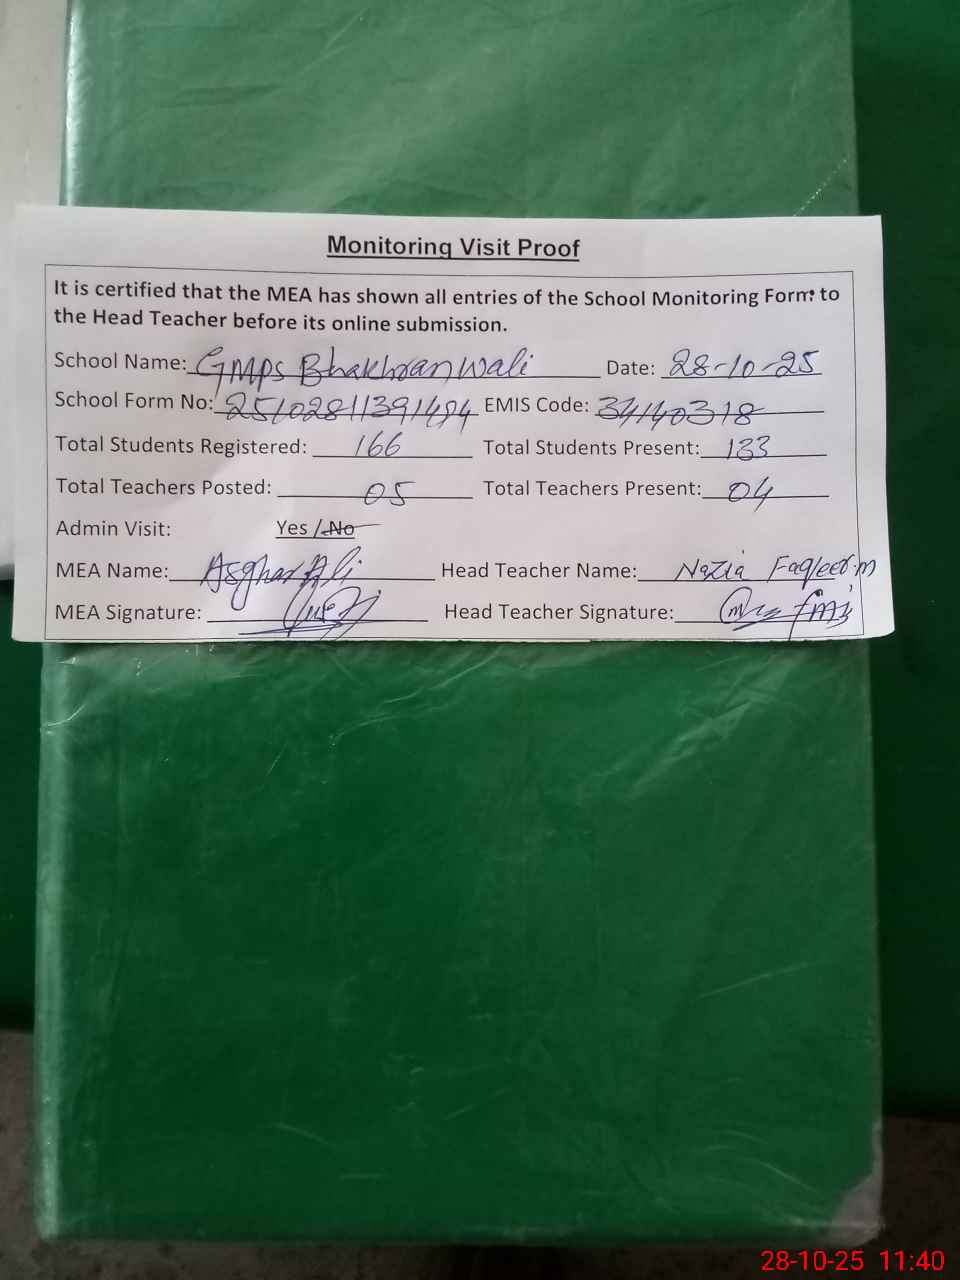 Monitoring Visit Proof
It is certified that the MEA has shown all entries of the School Monitoring Form to
the Head Teacher before its online submission.
School Name: GMPS Bhakhran Wali Date: 28-10-25
School Form No: EMIS Code: 34140318
Total Students Registered: 166 Total Students Present: 133
Total Teachers Posted: 05 Total Teachers Present: 04
Admin Visit: Yes / No
MEA Name: Asghar Ali Head Teacher Name: Nazia Faqeer.m
MEA Signature: Head Teacher Signature:
28-10-25 11:40